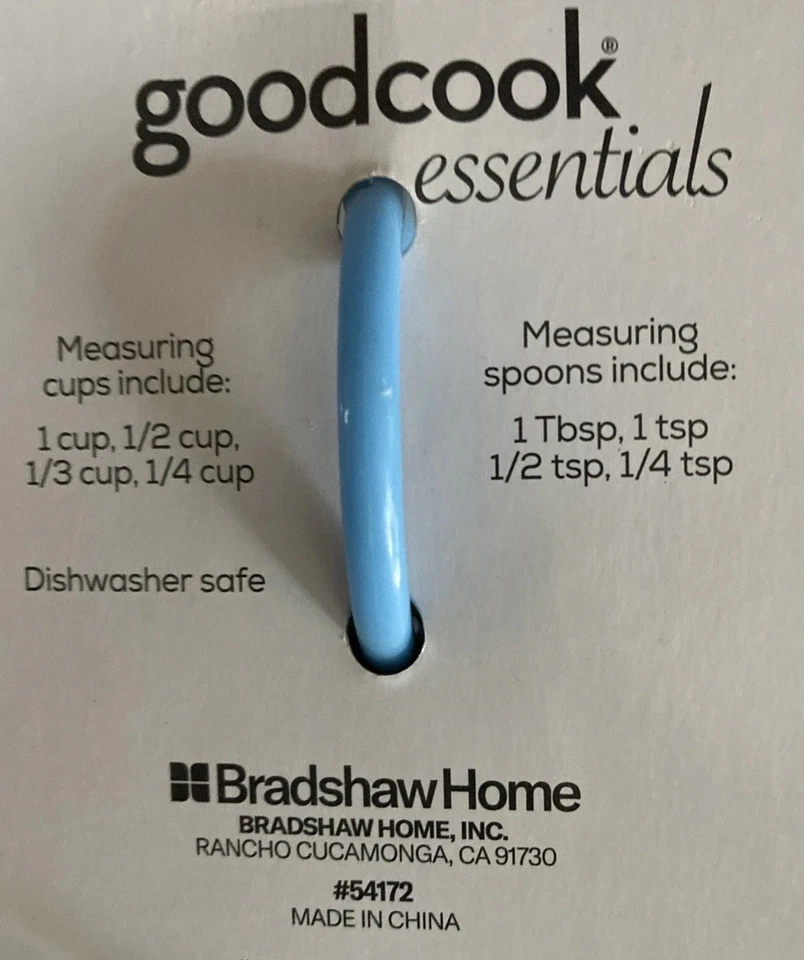 goodcook®
essentials
Measuring
cups include:
1 cup, 1/2 cup,
1/3 cup, 1/4 cup
Dishwasher safe
Measuring
spoons include:
1 Tbsp, 1 tsp
1/2 tsp, 1/4 tsp
Bradshaw Home
BRADSHAW HOME, INC.
RANCHO CUCAMONGA, CA 91730
#54172
MADE IN CHINA